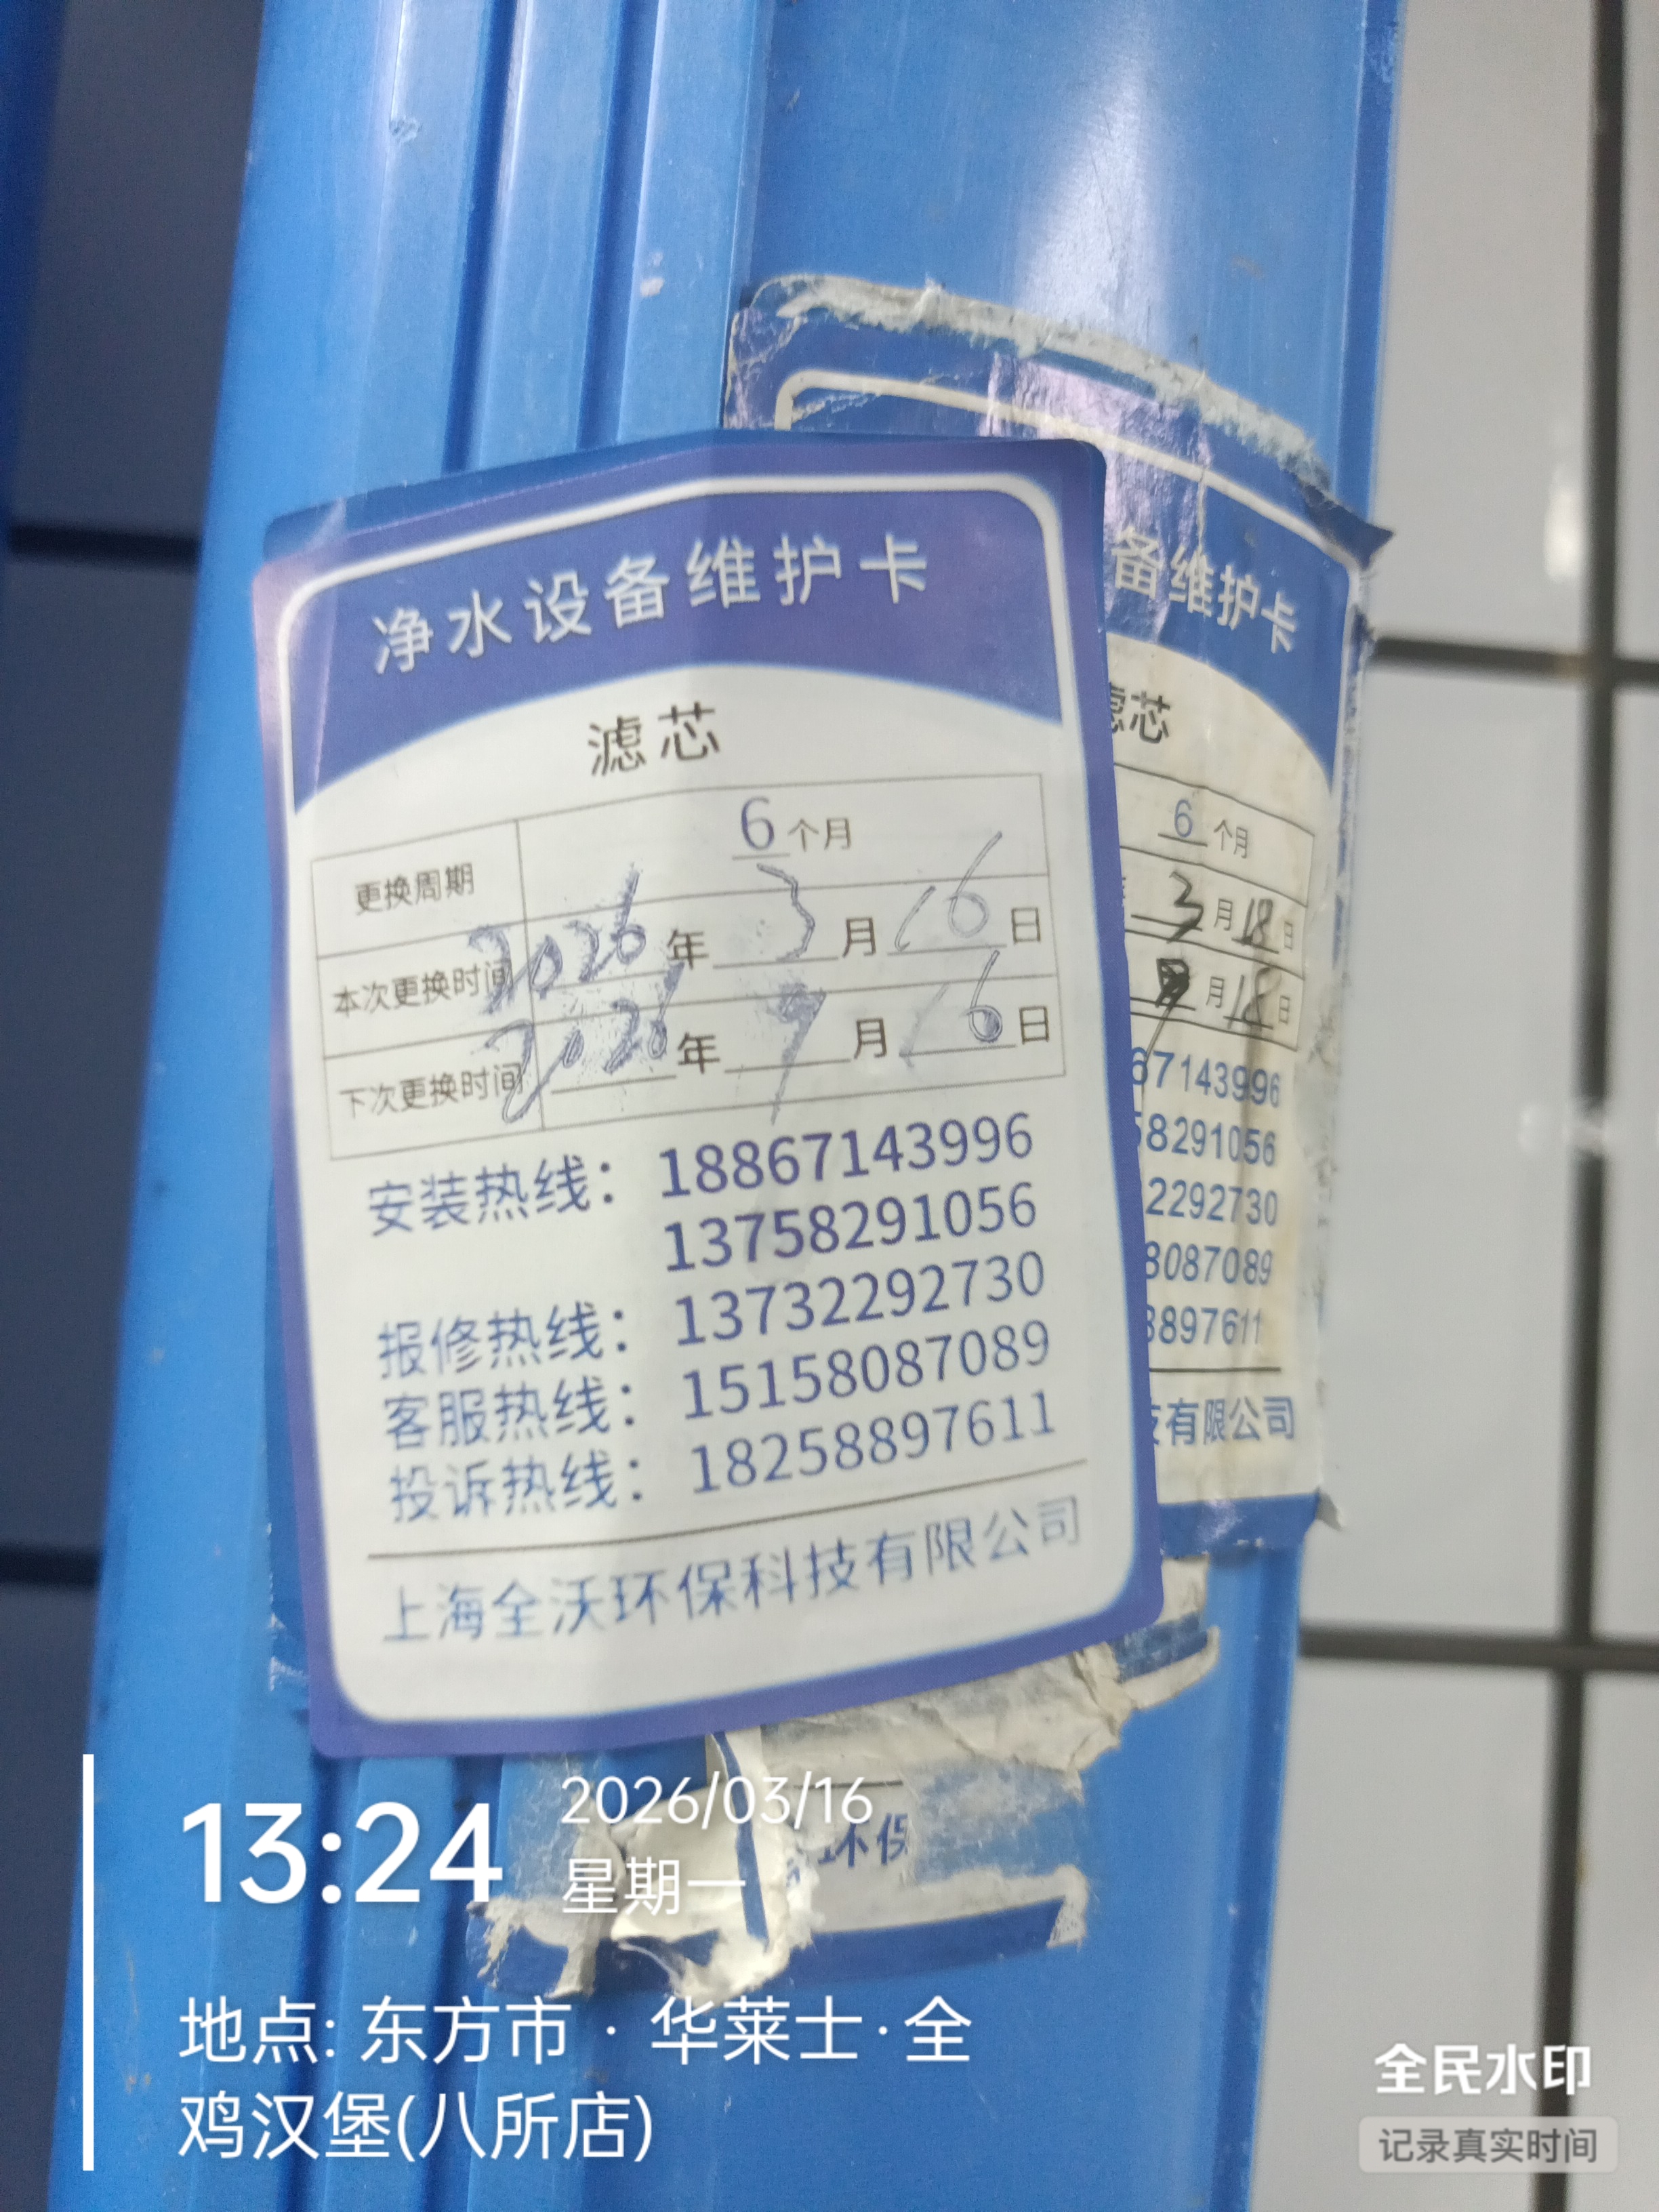 净水设备维护卡
滤芯
更换周期 6个月
本次更换时间 2026年3月16日
下次更换时间 2026年9月16日
安装热线：18867143996
13758291056
报修热线：13732292730
客服热线：15158087089
投诉热线：18258897611
上海全沃环保科技有限公司
备维护卡
滤芯
6个月
3月18日
9月18日
67143996
58291056
2292730
8087089
8897611
技有限公司
环保
13:24
2026/03/16
星期一
地点: 东方市 · 华莱士·全
鸡汉堡(八所店)
全民水印
记录真实时间